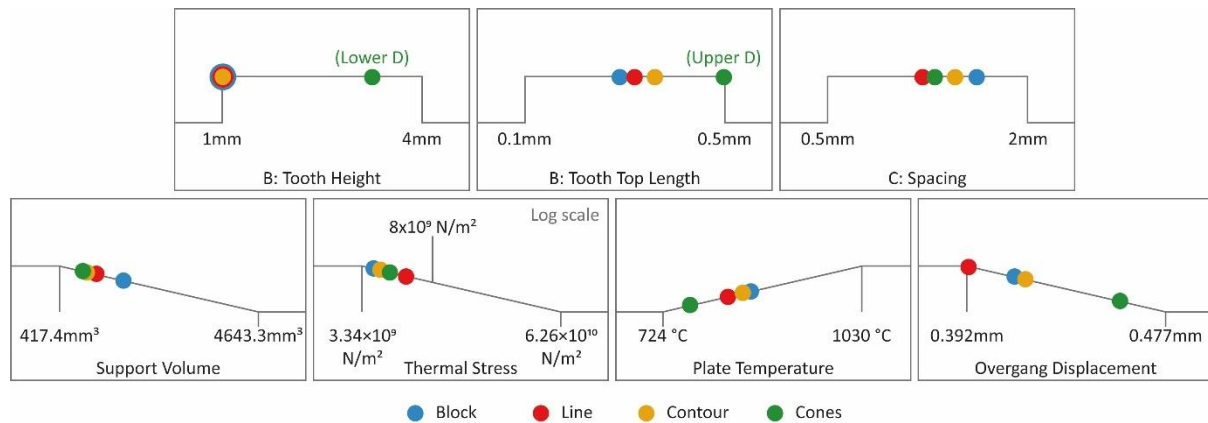 (Lower D)
1mm
4mm
B: Tooth Height
(Upper D)
0.1mm
0.5mm
B: Tooth Top Length
0.5mm
2mm
C: Spacing
417.4mm³
4643.3mm³
Support Volume
Log scale
8x10⁹ N/m²
3.34×10⁹
N/m²
6.26×10¹⁰
N/m²
Thermal Stress
724 °C
1030 °C
Plate Temperature
0.392mm
0.477mm
Overgang Displacement
Block
Line
Contour
Cones